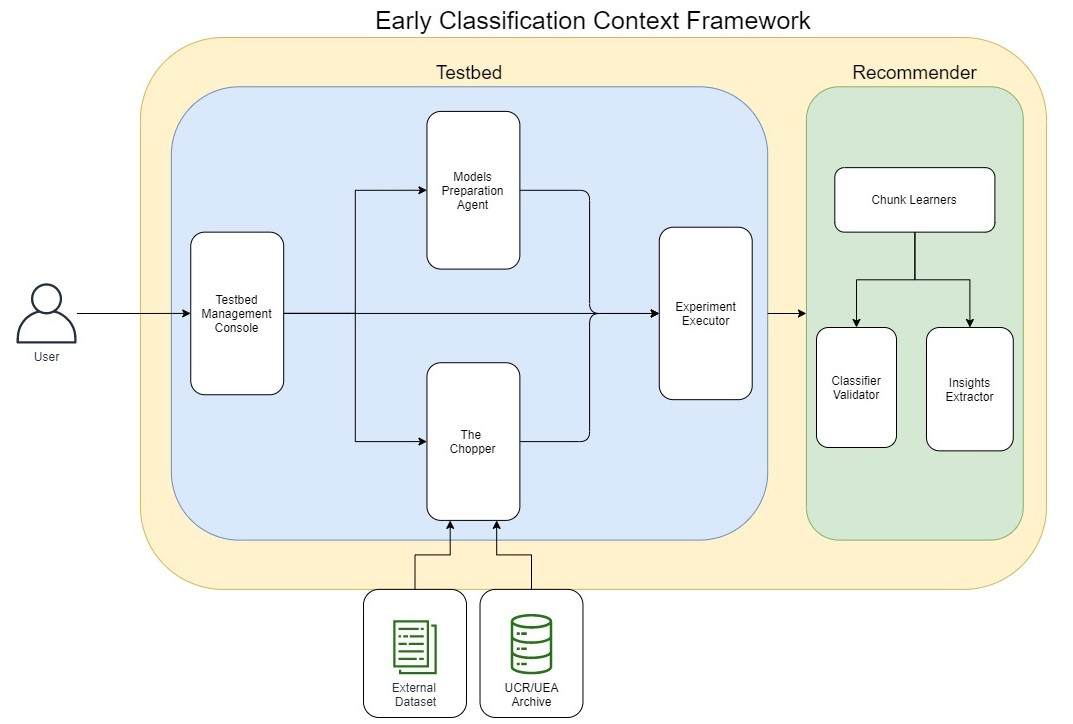 Early Classification Context Framework
Testbed
Recommender
Models
Preparation
Agent
Chunk Learners
Testbed
Management
Console
Experiment
Executor
User
Classifier
Validator
Insights
Extractor
The
Chopper
External
Dataset
UCR/UEA
Archive